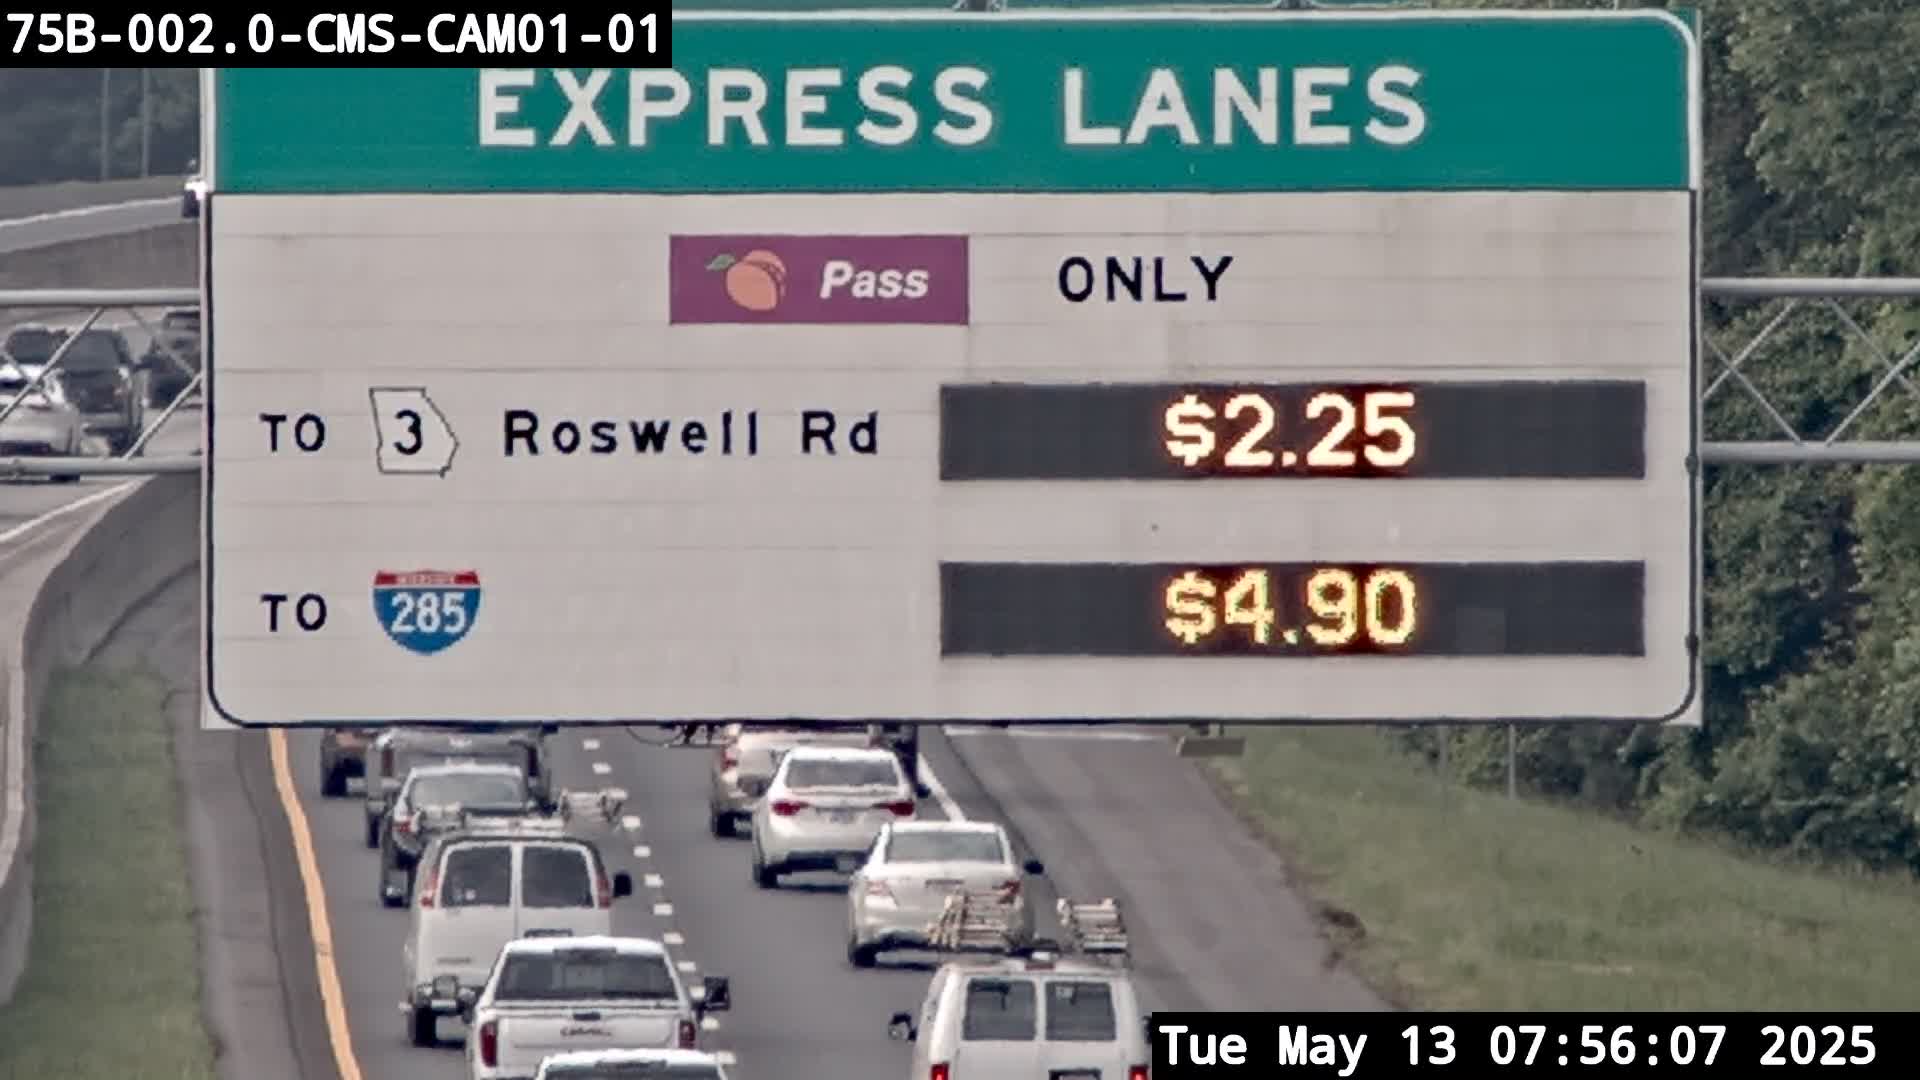 75B-002.0-CMS-CAM01-01
EXPRESS LANES
Pass ONLY
TO 3 Roswell Rd $2.25
TO 285 $4.90
Tue May 13 07:56:07 2025